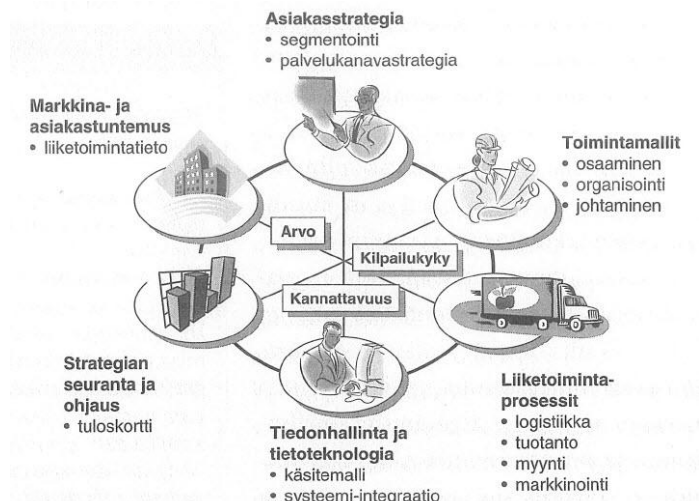 Asiakasstrategia
• segmentointi
• palvelukanavastrategia
Markkina- ja
asiakastuntemus
• liiketoimintatieto
Toimintamallit
• osaaminen
• organisointi
• johtaminen
Arvo
Kilpailukyky
Kannattavuus
Strategian
seuranta ja
ohjaus
• tuloskortti
Tiedonhallinta ja
tietoteknologia
• käsitemalli
• systeemi-integraatio
Liiketoiminta-
prosessit
• logistiikka
• tuotanto
• myynti
• markkinointi